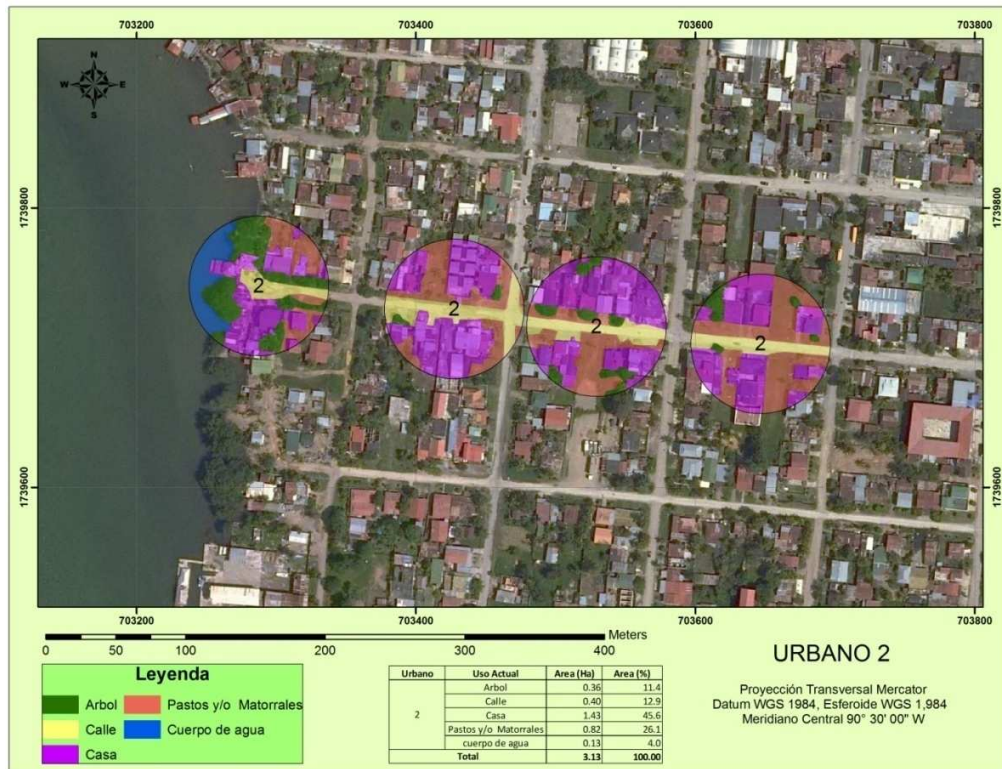 703200 703400 703600 703800
N
W E
S
1739800 1739800
2 2 2 2
1739600 1739600
703200 703400 703600 703800
0 50 100 200 300 400 Meters
Leyenda
Arbol Pastos y/o Matorrales
Calle Cuerpo de agua
Casa
Urbano Uso Actual Area (Ha) Area (%)
2
Arbol 0.36 11.4
Calle 0.40 12.9
Casa 1.43 45.6
Pastos y/o Matorrales 0.82 26.1
cuerpo de agua 0.13 4.0
Total 3.13 100.00
URBANO 2
Proyección Transversal Mercator
Datum WGS 1984, Esferoide WGS 1,984
Meridiano Central 90° 30' 00" W